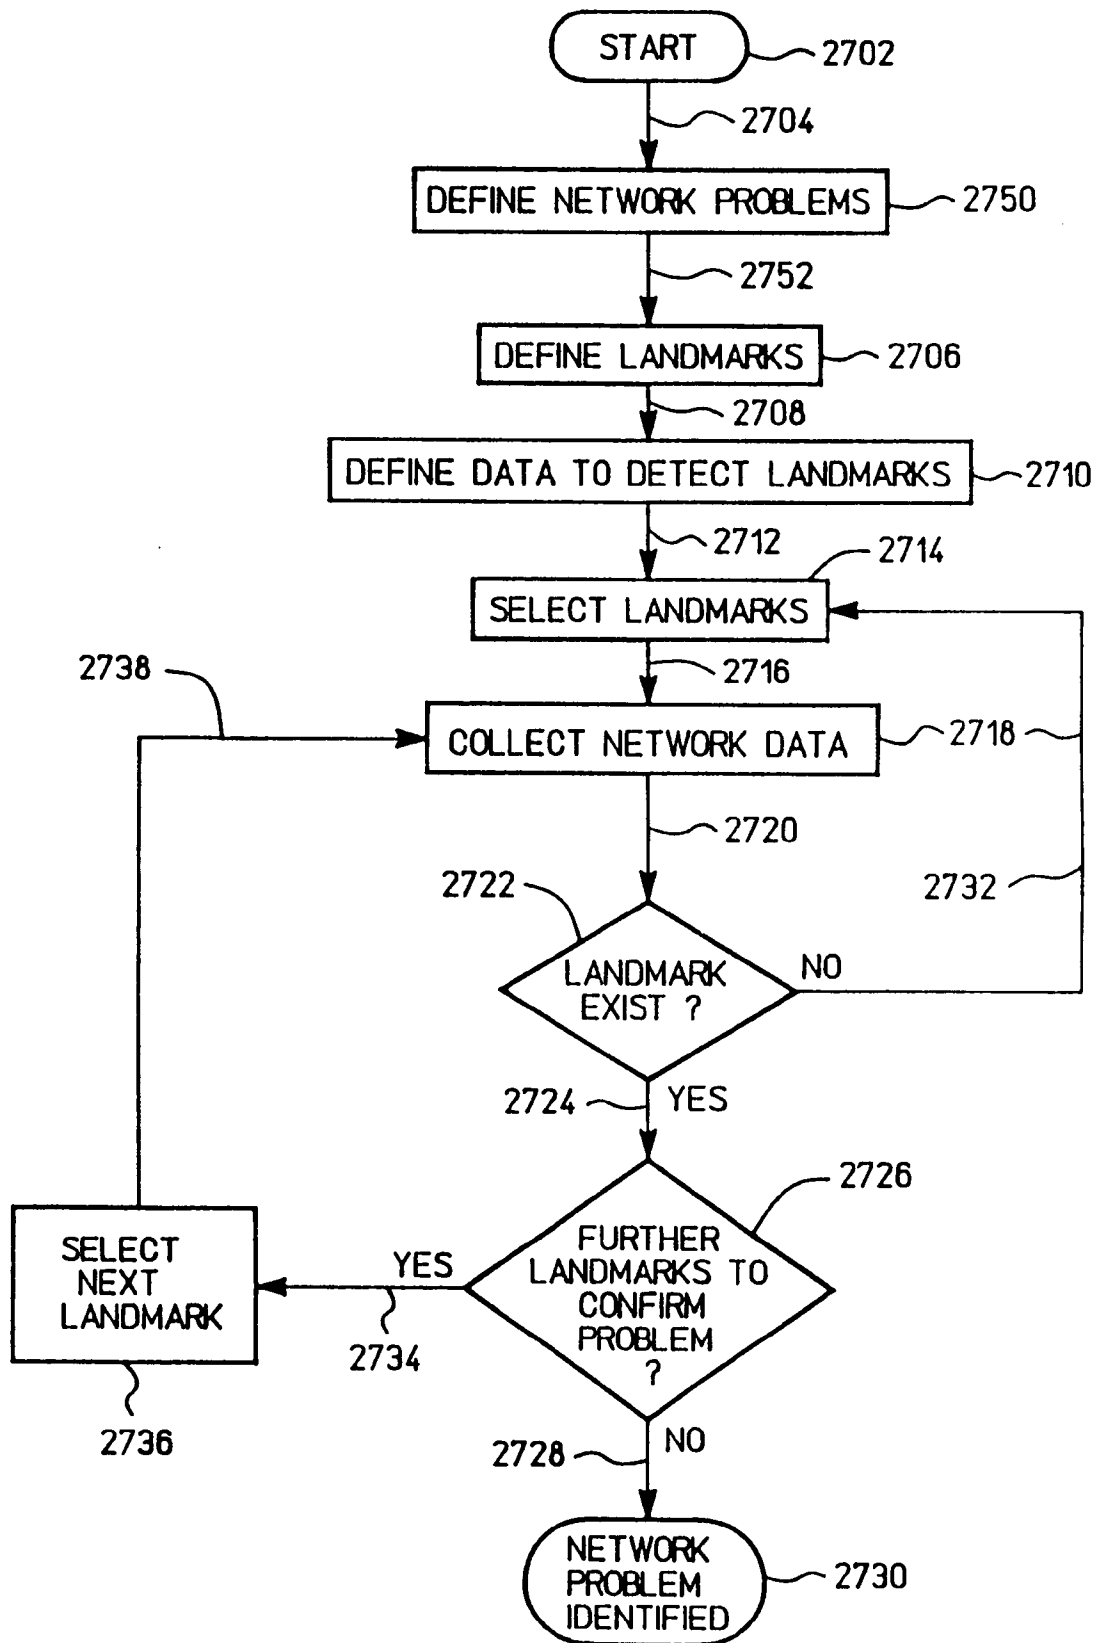 START
2702
2704
DEFINE NETWORK PROBLEMS
2750
2752
DEFINE LANDMARKS
2706
2708
DEFINE DATA TO DETECT LANDMARKS
2710
2712
2714
SELECT LANDMARKS
2716
2738
COLLECT NETWORK DATA
2718
2720
2722
2732
LANDMARK
EXIST ?
NO
2724
YES
2726
FURTHER
LANDMARKS TO
CONFIRM
PROBLEM
?
YES
2734
SELECT
NEXT
LANDMARK
2736
2728
NO
NETWORK
PROBLEM
IDENTIFIED
2730